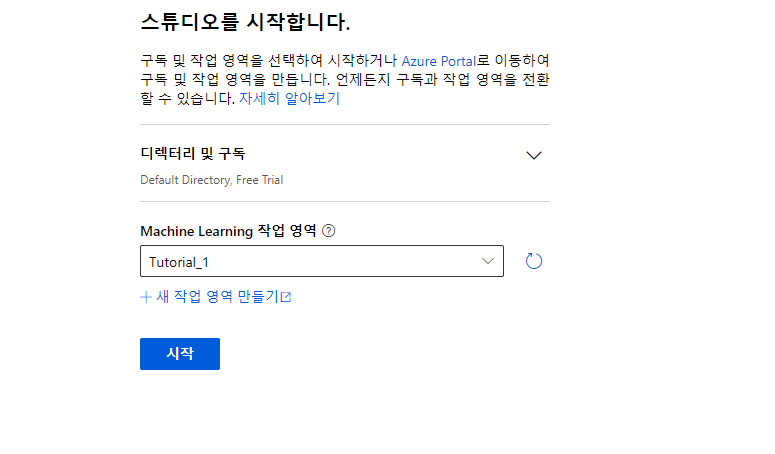 스튜디오를 시작합니다.
구독 및 작업 영역을 선택하여 시작하거나 Azure Portal로 이동하여
구독 및 작업 영역을 만듭니다. 언제든지 구독과 작업 영역을 전환
할 수 있습니다. 자세히 알아보기
디렉터리 및 구독
Default Directory, Free Trial
Machine Learning 작업 영역 ?
Tutorial_1
+ 새 작업 영역 만들기
시작